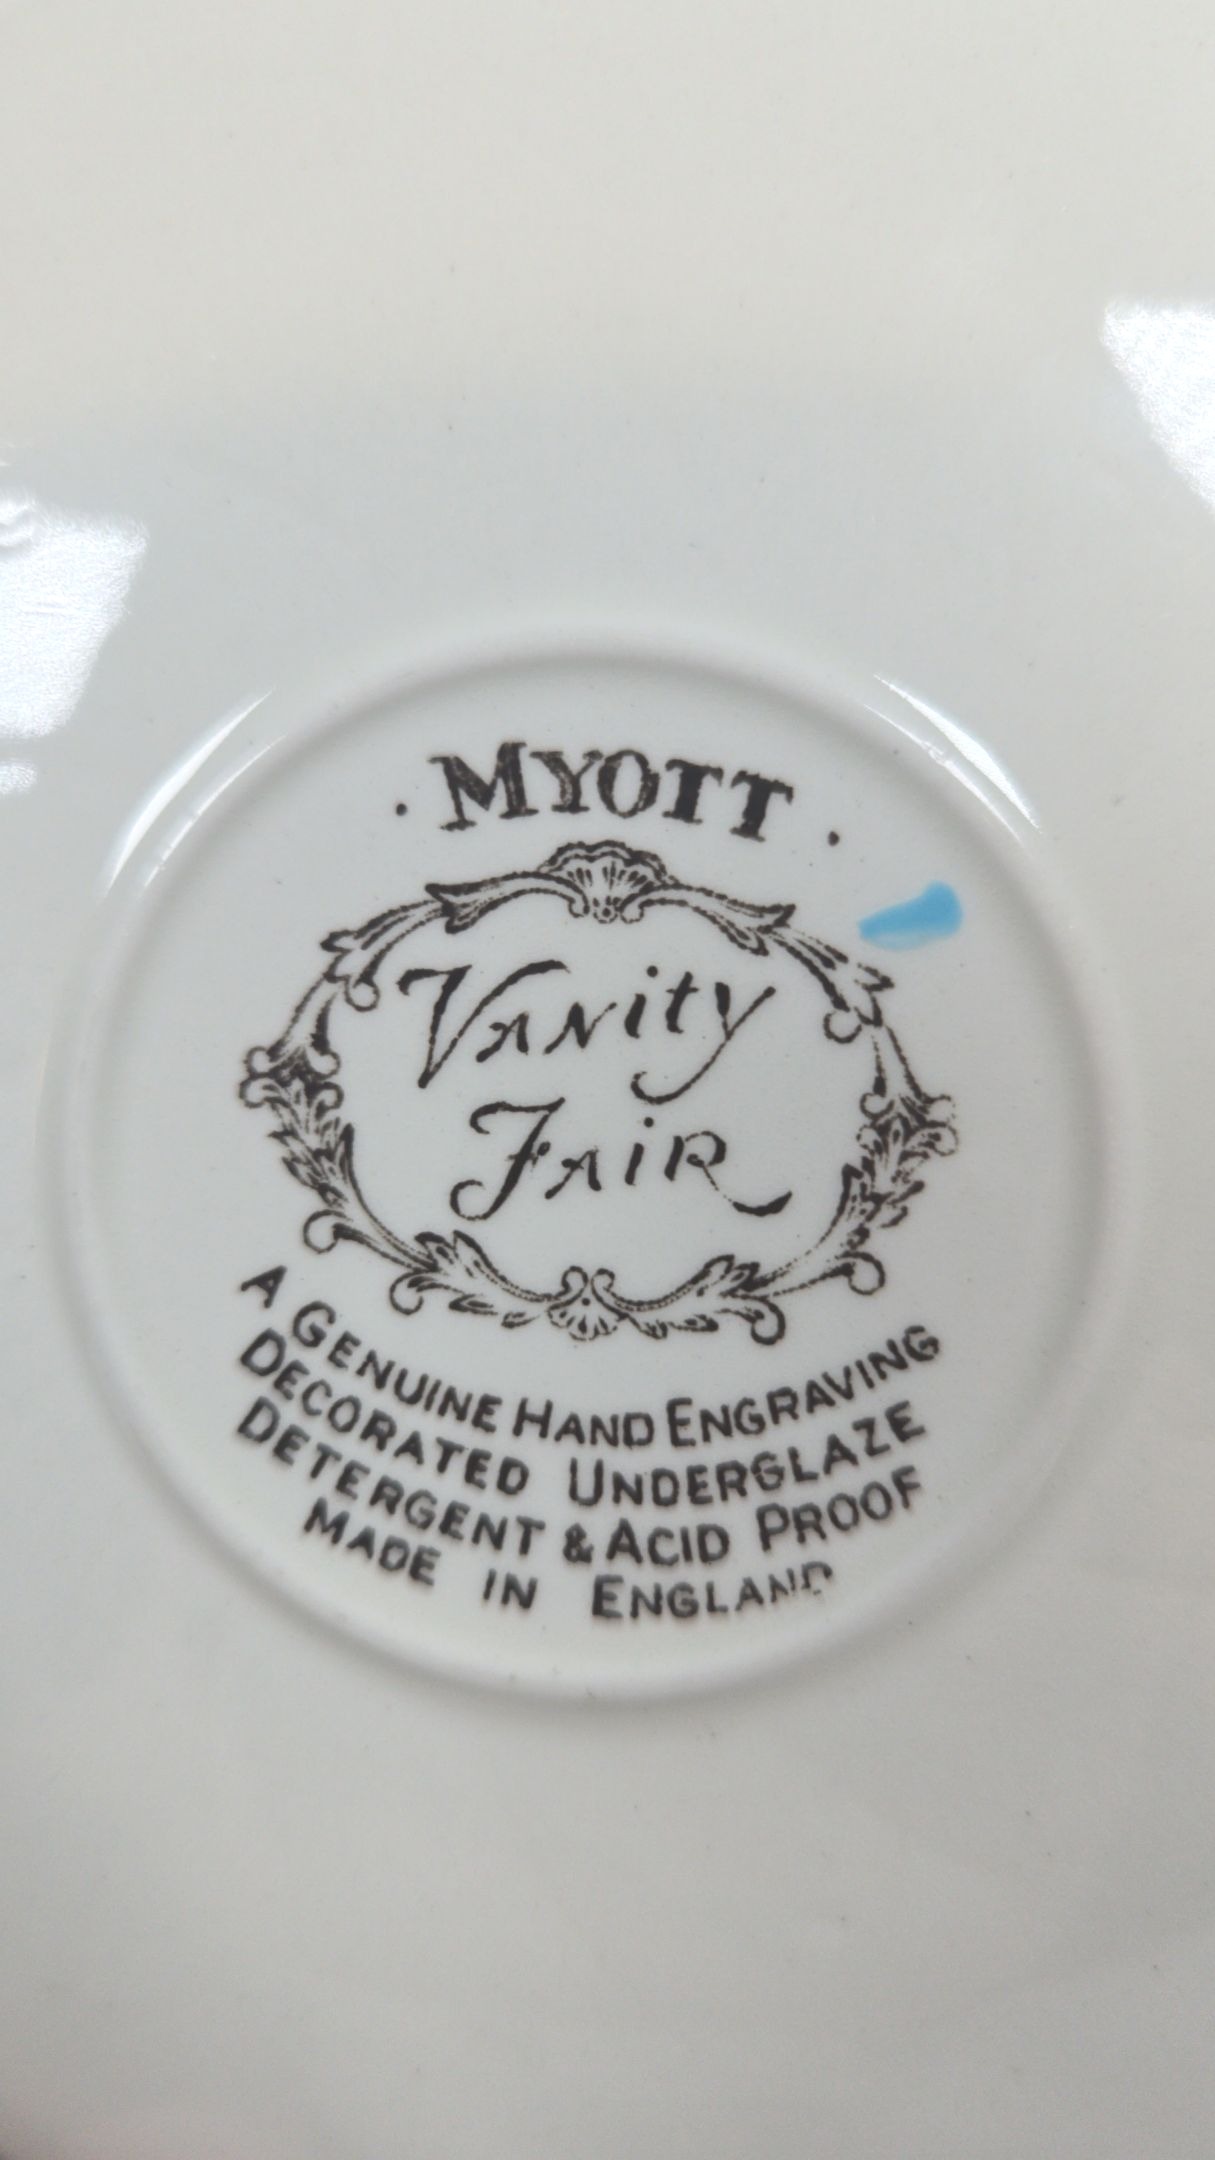 · MYOTT ·
Vanity
Fair
A GENUINE HAND ENGRAVING
DECORATED UNDERGLAZE
DETERGENT & ACID PROOF
MADE IN ENGLAND